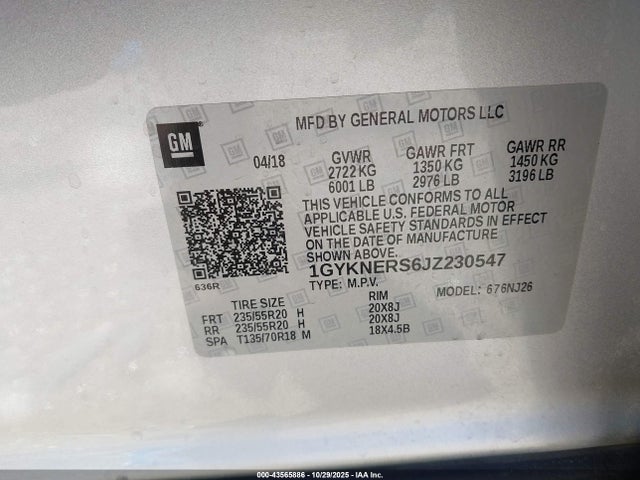 GM
MFD BY GENERAL MOTORS LLC
04/18 GVWR GAWR FRT GAWR RR
2722 KG 1350 KG 1450 KG
6001 LB 2976 LB 3196 LB
THIS VEHICLE CONFORMS TO ALL
APPLICABLE U.S. FEDERAL MOTOR
VEHICLE SAFETY STANDARDS IN EFFECT
ON THE DATE OF MANUFACTURE
SHOWN ABOVE.
636R
1GYKNERS6JZ230547
TYPE: M.P.V. MODEL: 676NJ26
TIRE SIZE RIM
FRT 235/55R20 H 20X8J
RR 235/55R20 H 20X8J
SPA T135/70R18 M 18X4.5B
000-43565886 - 10/29/2025 - IAA Inc.